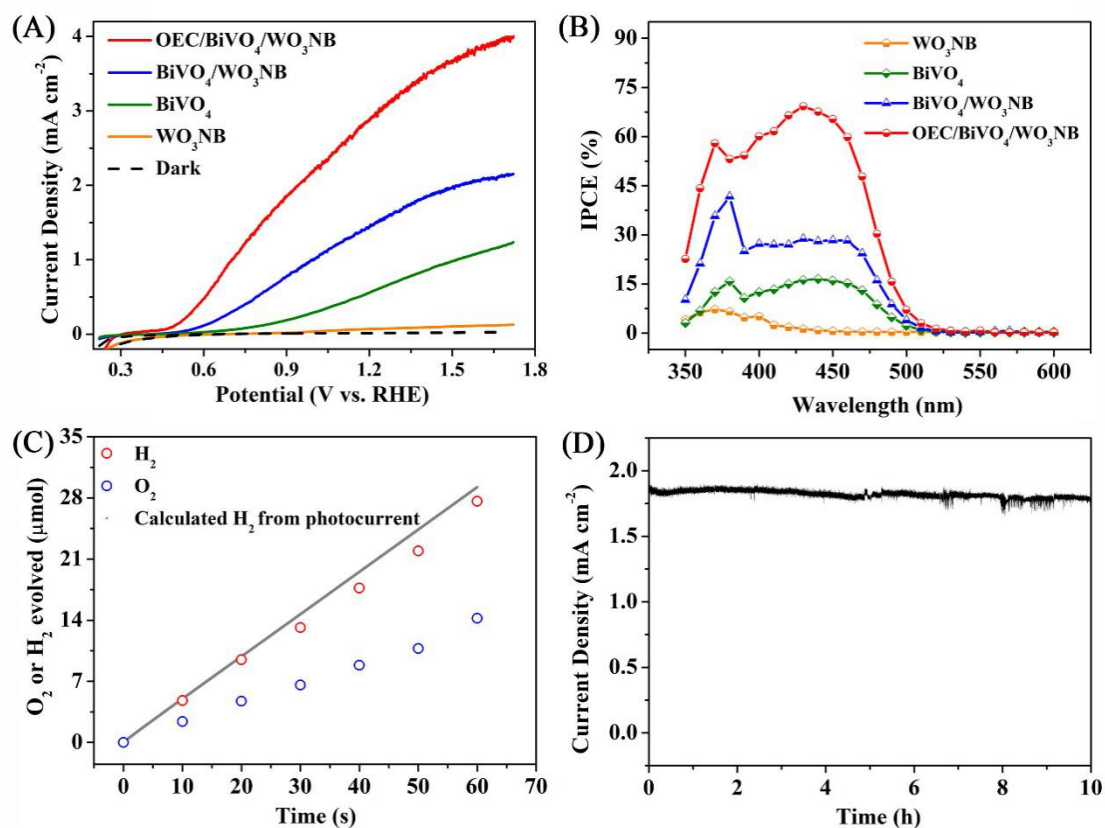 (A)
OEC/BiVO₄/WO₃NB
BiVO₄/WO₃NB
BiVO₄
WO₃NB
Dark
Current Density (mA cm⁻²)
4
3
2
1
0
0.3 0.6 0.9 1.2 1.5 1.8
Potential (V vs. RHE)
(B)
WO₃NB
BiVO₄
BiVO₄/WO₃NB
OEC/BiVO₄/WO₃NB
IPCE (%)
90
75
60
45
30
15
0
350 400 450 500 550 600
Wavelength (nm)
(C)
H₂
O₂
Calculated H₂ from photocurrent
O₂ or H₂ evolved (μmol)
35
28
21
14
7
0
0 10 20 30 40 50 60 70
Time (s)
(D)
Current Density (mA cm⁻²)
2.0
1.5
1.0
0.5
0.0
0 2 4 6 8 10
Time (h)